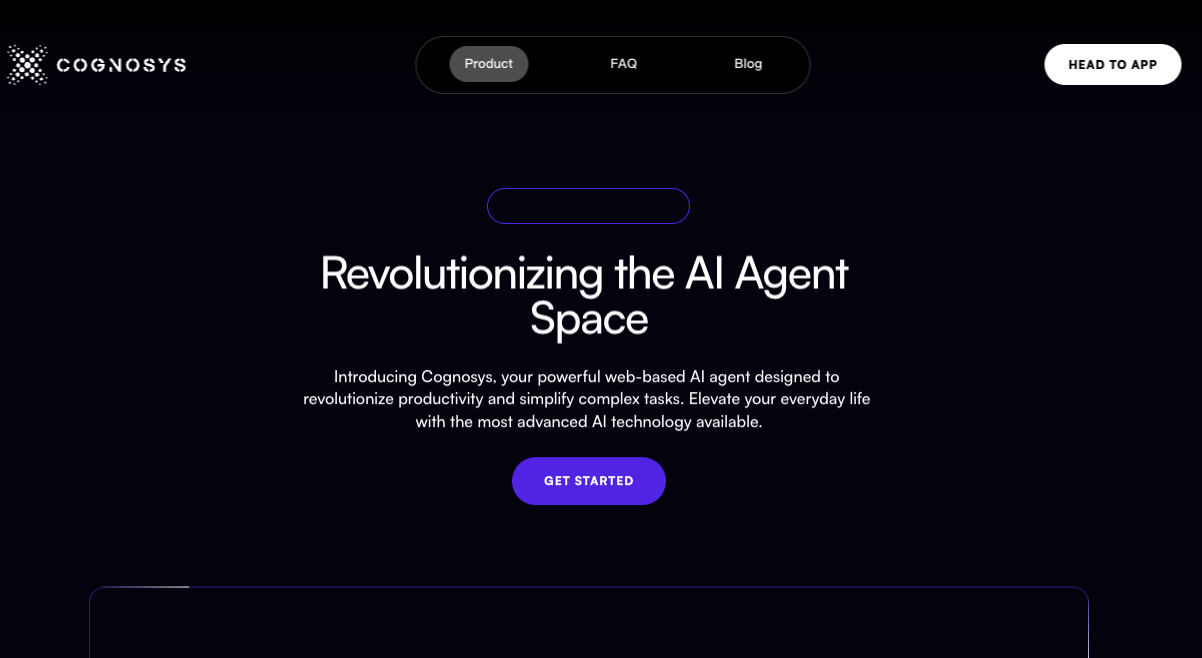 COGNOSYS
Product
FAQ
Blog
HEAD TO APP
Revolutionizing the AI Agent
Space
Introducing Cognosys, your powerful web-based AI agent designed to
revolutionize productivity and simplify complex tasks. Elevate your everyday life
with the most advanced AI technology available.
GET STARTED